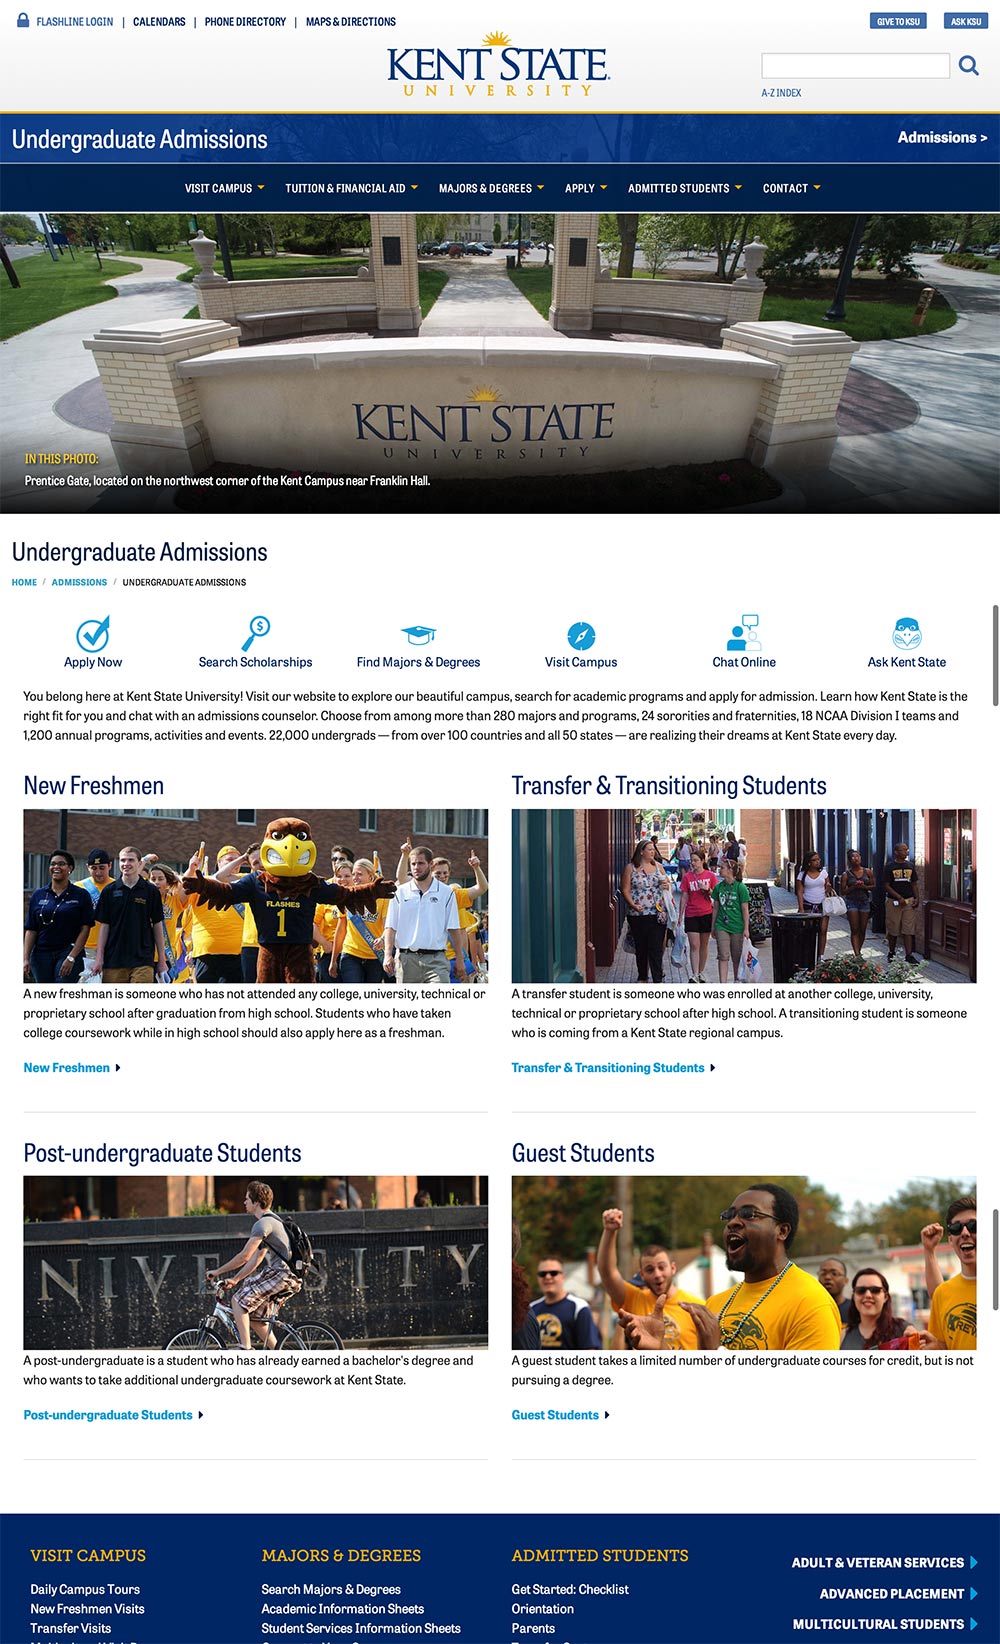 FLASHLINE LOGIN | CALENDARS | PHONE DIRECTORY | MAPS & DIRECTIONS
GIVE TO KSU ASK KSU
KENT STATE
UNIVERSITY
A-Z INDEX
Undergraduate Admissions
Admissions >
VISIT CAMPUS TUITION & FINANCIAL AID MAJORS & DEGREES APPLY ADMITTED STUDENTS CONTACT
KENT STATE
UNIVERSITY
IN THIS PHOTO:
Prentice Gate, located on the northwest corner of the Kent Campus near Franklin Hall.
Undergraduate Admissions
HOME / ADMISSIONS / UNDERGRADUATE ADMISSIONS
Apply Now Search Scholarships Find Majors & Degrees Visit Campus Chat Online Ask Kent State
You belong here at Kent State University! Visit our website to explore our beautiful campus, search for academic programs and apply for admission. Learn how Kent State is the
right fit for you and chat with an admissions counselor. Choose from among more than 280 majors and programs, 24 sororities and fraternities, 18 NCAA Division I teams and
1,200 annual programs, activities and events. 22,000 undergrads — from over 100 countries and all 50 states — are realizing their dreams at Kent State every day.
New Freshmen
FLASHES
1
A new freshman is someone who has not attended any college, university, technical or
proprietary school after graduation from high school. Students who have taken
college coursework while in high school should also apply here as a freshman.
New Freshmen
Transfer & Transitioning Students
KENT
A transfer student is someone who was enrolled at another college, university,
technical or proprietary school after high school. A transitioning student is someone
who is coming from a Kent State regional campus.
Transfer & Transitioning Students
Post-undergraduate Students
NIVERSITY
A post-undergraduate is a student who has already earned a bachelor's degree and
who wants to take additional undergraduate coursework at Kent State.
Post-undergraduate Students
Guest Students
A guest student takes a limited number of undergraduate courses for credit, but is not
pursuing a degree.
Guest Students
VISIT CAMPUS
Daily Campus Tours
New Freshmen Visits
Transfer Visits
MAJORS & DEGREES
Search Majors & Degrees
Academic Information Sheets
Student Services Information Sheets
ADMITTED STUDENTS
Get Started: Checklist
Orientation
Parents
ADULT & VETERAN SERVICES
ADVANCED PLACEMENT
MULTICULTURAL STUDENTS